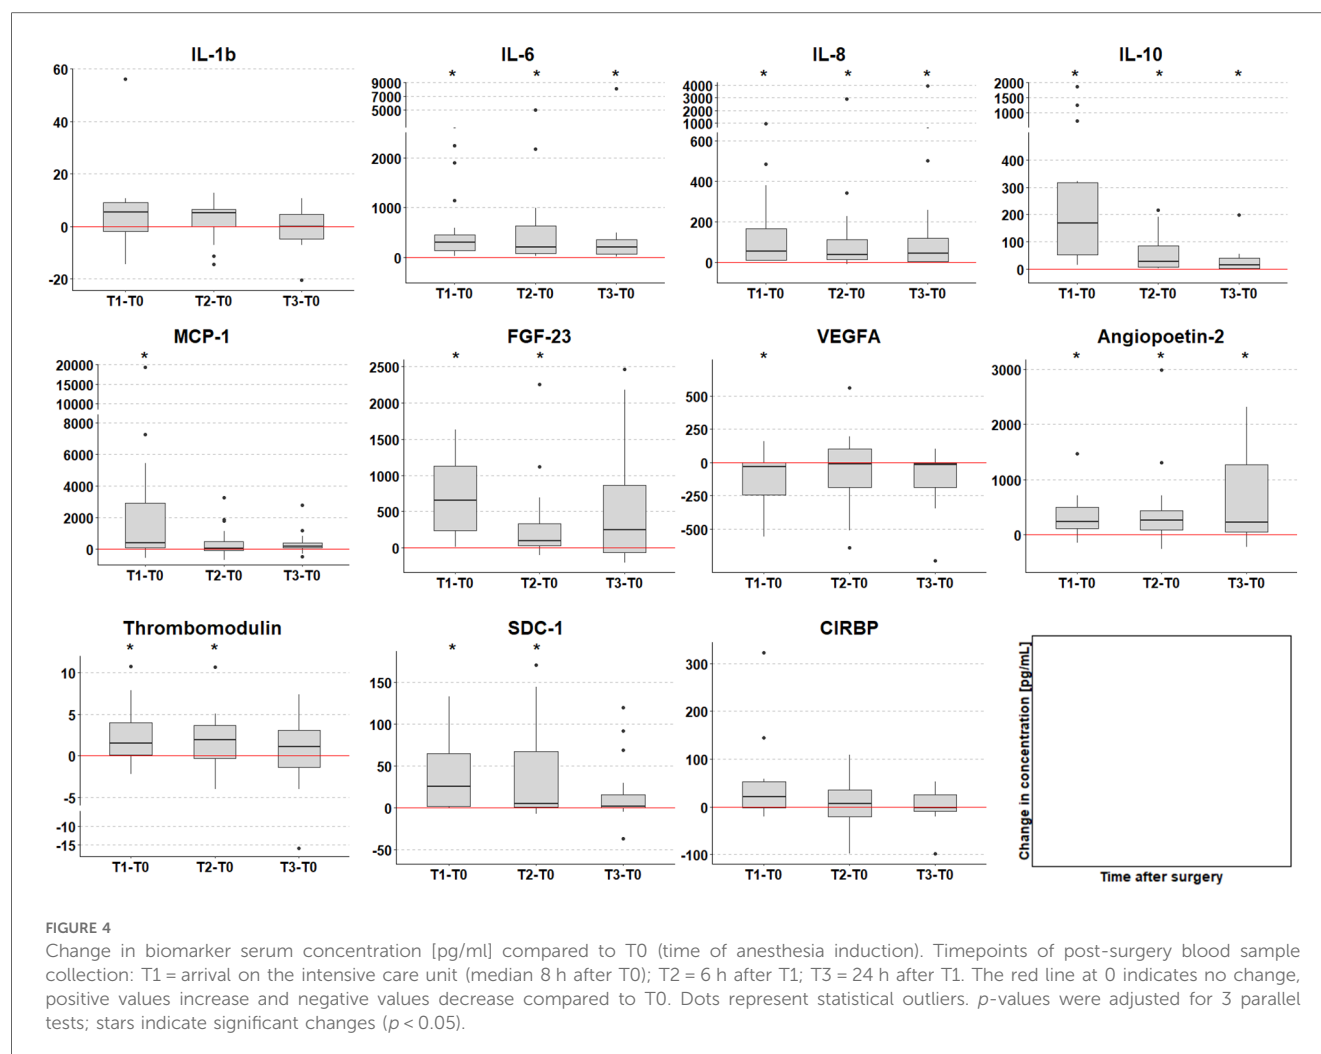 IL-1b
60
40
20
0
-20
T1-T0 T2-T0 T3-T0
IL-6
* * *
9000
7000
5000
2000
1000
0
T1-T0 T2-T0 T3-T0
IL-8
* * *
4000
3000
2000
1000
600
400
200
0
T1-T0 T2-T0 T3-T0
IL-10
* * *
2000
1500
1000
400
300
200
100
0
T1-T0 T2-T0 T3-T0
MCP-1
*
20000
15000
10000
8000
6000
4000
2000
0
T1-T0 T2-T0 T3-T0
FGF-23
* *
2500
2000
1500
1000
500
0
T1-T0 T2-T0 T3-T0
VEGFA
*
500
250
0
-250
-500
T1-T0 T2-T0 T3-T0
Angiopoetin-2
* * *
3000
2000
1000
0
T1-T0 T2-T0 T3-T0
Thrombomodulin
* *
10
5
0
-5
-10
-15
T1-T0 T2-T0 T3-T0
SDC-1
* *
150
100
50
0
-50
T1-T0 T2-T0 T3-T0
CIRBP
300
200
100
0
-100
T1-T0 T2-T0 T3-T0
Change in concentration [pg/mL]
Time after surgery
FIGURE 4
Change in biomarker serum concentration [pg/ml] compared to T0 (time of anesthesia induction). Timepoints of post-surgery blood sample
collection: T1 = arrival on the intensive care unit (median 8 h after T0); T2 = 6 h after T1; T3 = 24 h after T1. The red line at 0 indicates no change,
positive values increase and negative values decrease compared to T0. Dots represent statistical outliers. p-values were adjusted for 3 parallel
tests; stars indicate significant changes (p < 0.05).